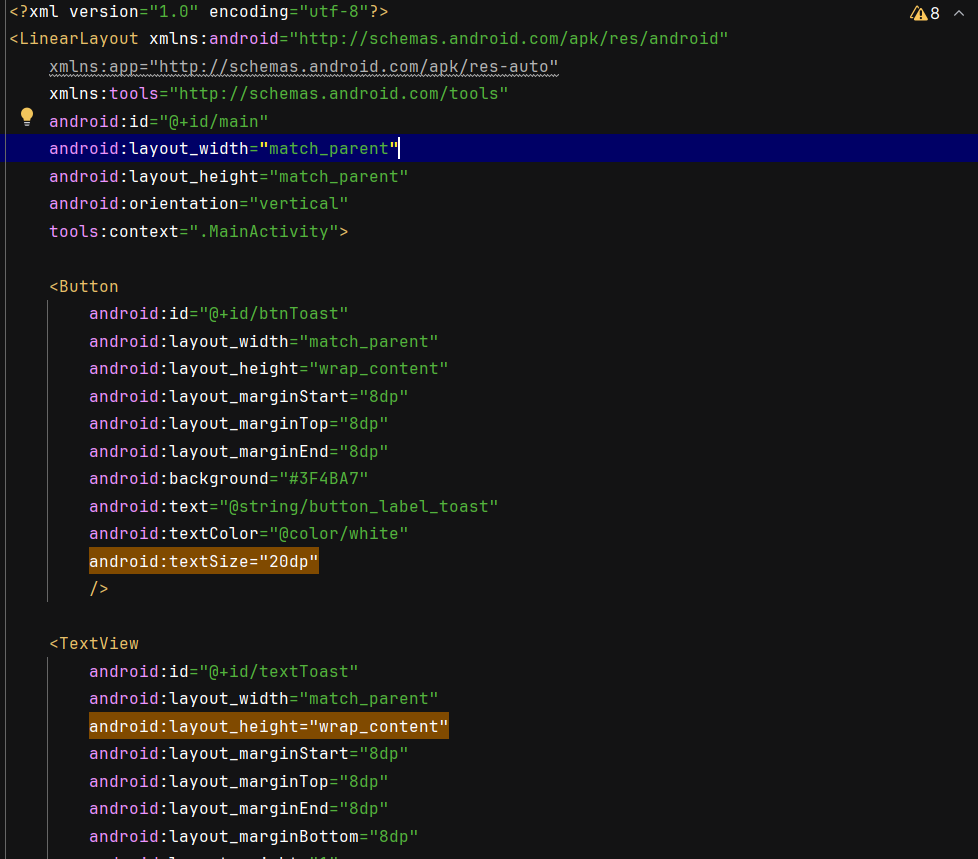 <?xml version="1.0" encoding="utf-8"?>
8
<LinearLayout xmlns:android="http://schemas.android.com/apk/res/android"
xmlns:app="http://schemas.android.com/apk/res-auto"
xmlns:tools="http://schemas.android.com/tools"
android:id="@+id/main"
android:layout_width="match_parent"
android:layout_height="match_parent"
android:orientation="vertical"
tools:context=".MainActivity">
<Button
android:id="@+id/btnToast"
android:layout_width="match_parent"
android:layout_height="wrap_content"
android:layout_marginStart="8dp"
android:layout_marginTop="8dp"
android:layout_marginEnd="8dp"
android:background="#3F4BA7"
android:text="@string/button_label_toast"
android:textColor="@color/white"
android:textSize="20dp"
/>
<TextView
android:id="@+id/textToast"
android:layout_width="match_parent"
android:layout_height="wrap_content"
android:layout_marginStart="8dp"
android:layout_marginTop="8dp"
android:layout_marginEnd="8dp"
android:layout_marginBottom="8dp"